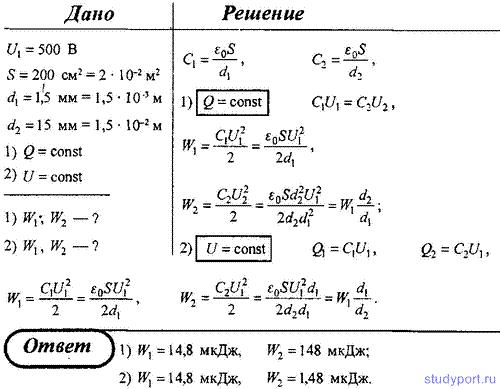 Дано
U₁ = 500 В
S = 200 см² = 2 · 10⁻² м²
d₁ = 1,5 мм = 1,5 · 10⁻³ м
d₂ = 15 мм = 1,5 · 10⁻² м
1) Q = const
2) U = const
1) W₁, W₂ — ?
2) W₁, W₂ — ?
Решение
C₁ = ε₀S/d₁, C₂ = ε₀S/d₂,
1) Q = const C₁U₁ = C₂U₂,
W₁ = C₁U₁²/2 = ε₀SU₁²/2d₁,
W₂ = C₂U₂²/2 = ε₀Sd₂²U₁²/2d₂d₁² = W₁ d₂/d₁;
2) U = const Q₁ = C₁U₁, Q₂ = C₂U₁,
W₁ = C₁U₁²/2 = ε₀SU₁²/2d₁, W₂ = C₂U₁²/2 = ε₀SU₁²d₁/2d₂d₁ = W₁ d₁/d₂.
Ответ
1) W₁ = 14,8 мкДж, W₂ = 148 мкДж;
2) W₁ = 14,8 мкДж, W₂ = 1,48 мкДж.
studyport.ru